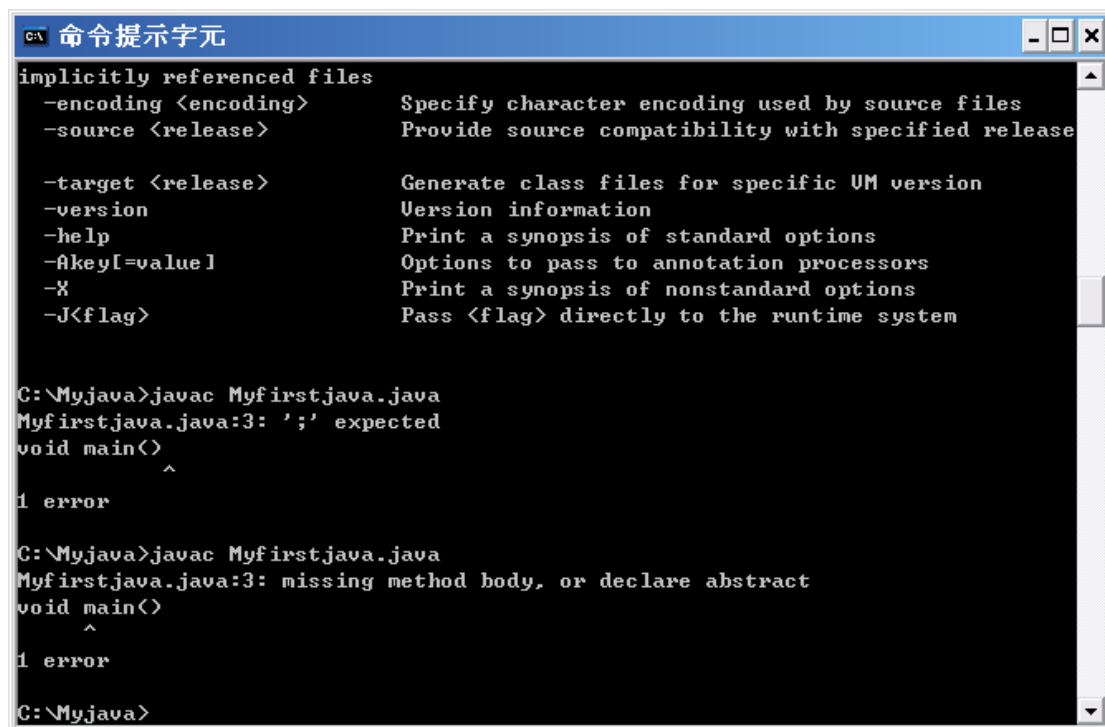 命令提示字元
implicitly referenced files
  -encoding <encoding>       Specify character encoding used by source files
  -source <release>          Provide source compatibility with specified release
  -target <release>          Generate class files for specific VM version
  -version                   Version information
  -help                      Print a synopsis of standard options
  -Akey[=value]              Options to pass to annotation processors
  -X                         Print a synopsis of nonstandard options
  -J<flag>                   Pass <flag> directly to the runtime system
C:\Myjava>javac Myfirstjava.java
Myfirstjava.java:3: ';' expected
void main()
           ^
1 error
C:\Myjava>javac Myfirstjava.java
Myfirstjava.java:3: missing method body, or declare abstract
void main()
     ^
1 error
C:\Myjava>